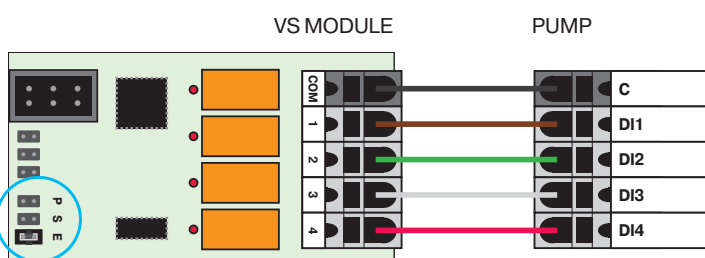 VS MODULE PUMP
COM C
1 DI1
2 DI2
3 DI3
4 DI4
P
S
E